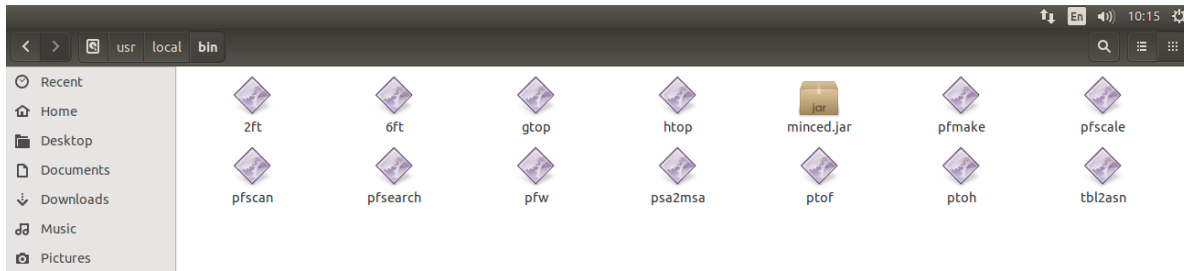 En 10:15
usr local bin
Recent
Home
Desktop
Documents
Downloads
Music
Pictures
2ft 6ft gtop htop minced.jar pfmake pfscale
pfscan pfsearch pfw psa2msa ptof ptoh tbl2asn
jar